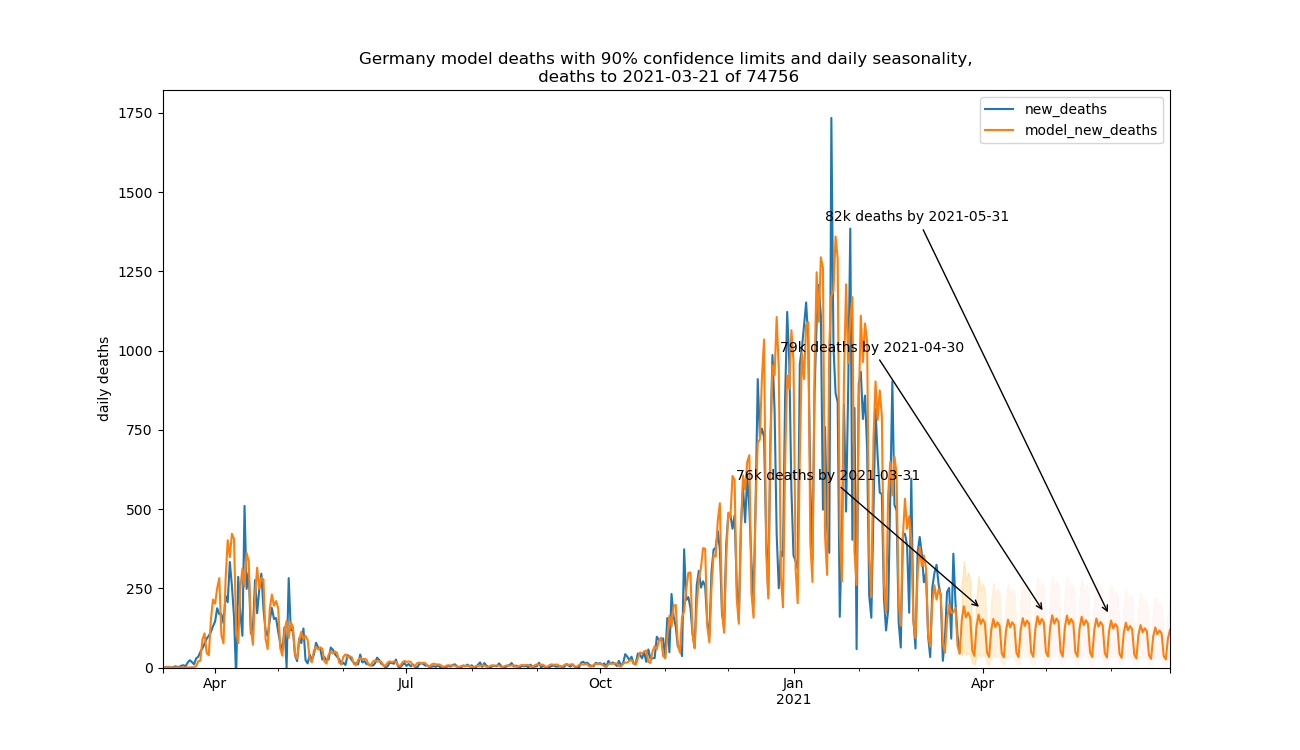 Germany model deaths with 90% confidence limits and daily seasonality,
deaths to 2021-03-21 of 74756
new_deaths
model_new_deaths
daily deaths
1750
1500
1250
1000
750
500
250
0
82k deaths by 2021-05-31
79k deaths by 2021-04-30
76k deaths by 2021-03-31
Apr
Jul
Oct
Jan
2021
Apr